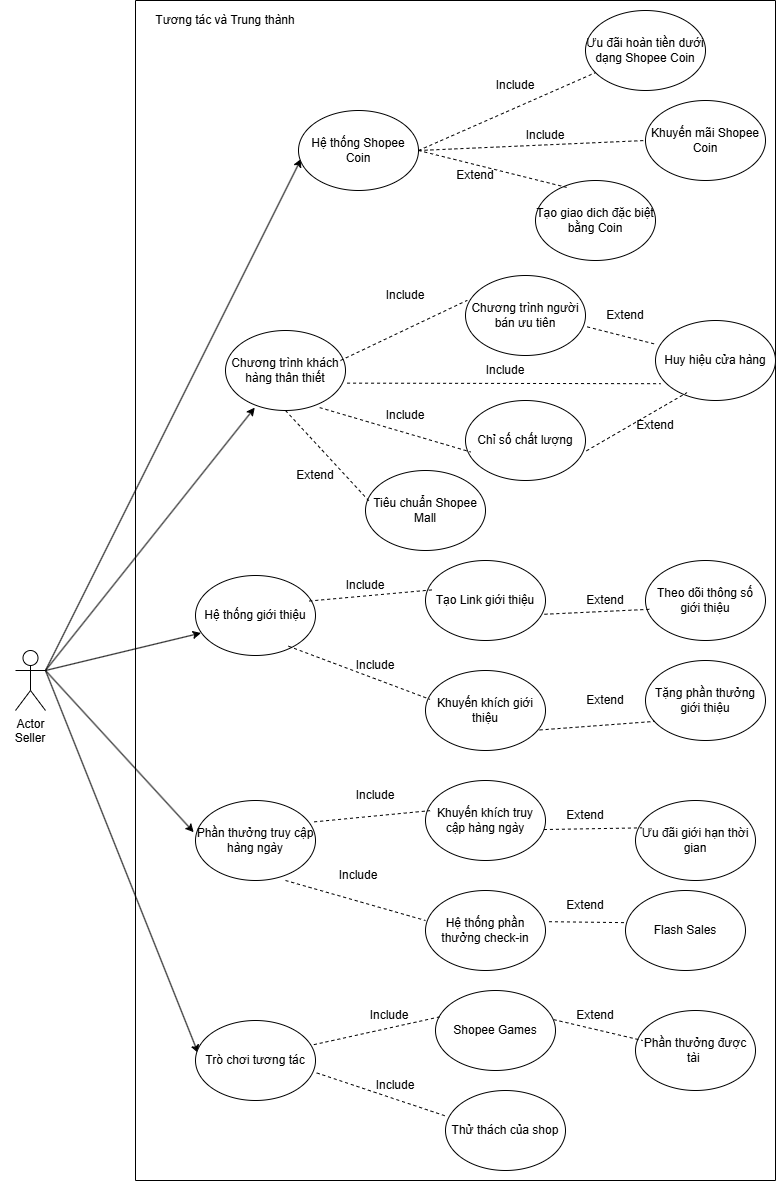 Tương tác và Trung thành
Ưu đãi hoàn tiền dưới
dạng Shopee Coin
Include
Hệ thống Shopee
Coin
Include
Khuyến mãi Shopee
Coin
Extend
Tạo giao dich đặc biệt
bằng Coin
Include
Chương trình người
bán ưu tiên
Extend
Chương trình khách
hàng thân thiết
Include
Huy hiệu cửa hàng
Include
Chỉ số chất lượng
Extend
Extend
Tiêu chuẩn Shopee
Mall
Hệ thống giới thiệu
Include
Tạo Link giới thiệu
Extend
Theo dõi thông số
giới thiệu
Include
Khuyến khích giới
thiệu
Extend
Tặng phần thưởng
giới thiệu
Actor
Seller
Phần thưởng truy cập
hàng ngày
Include
Khuyến khích truy
cập hàng ngày
Extend
Ưu đãi giới hạn thời
gian
Include
Hệ thống phần
thưởng check-in
Extend
Flash Sales
Trò chơi tương tác
Include
Shopee Games
Extend
Phần thưởng được
tài
Include
Thử thách của shop